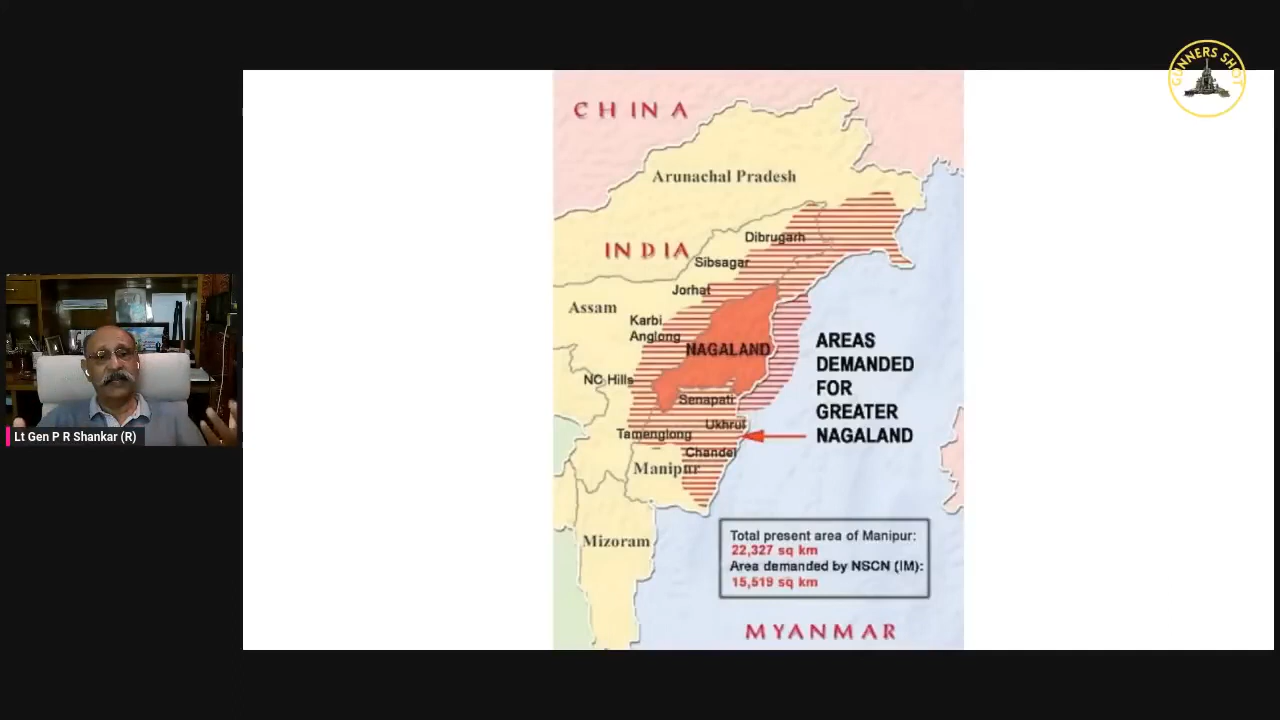 GUNNERS SHOT
CHINA
Arunachal Pradesh
INDIA
Dibrugarh
Sibsagar
Jorhat
Assam
Karbi
Anglong
NAGALAND
NC Hills
Senapati
Ukhrul
Tamenglong
Chandel
Manipur
Mizoram
AREAS
DEMANDED
FOR
GREATER
NAGALAND
Total present area of Manipur:
22,327 sq km
Area demanded by NSCN (IM):
15,519 sq km
MYANMAR
Lt Gen P R Shankar (R)